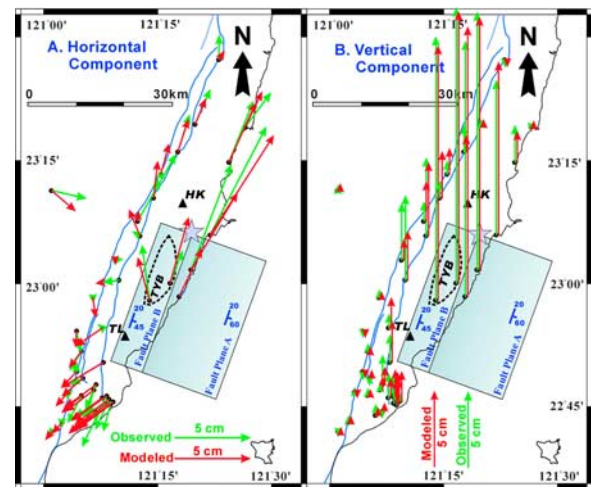 121°00' 121°15'
A. Horizontal Component
N
0 30km
23°15'
HK
TYB
23°00'
TL
20
45
Fault Plane B
20
60
Fault Plane A
Observed 5 cm
Modeled 5 cm
121°15'
121°30'
121°00' 121°15'
B. Vertical Component
N
0 30km
23°15'
HK
TYB
23°00'
TL
20
45
Fault Plane B
20
60
Fault Plane A
Modeled
5 cm
Observed
5 cm
22°45'
121°15'
121°30'